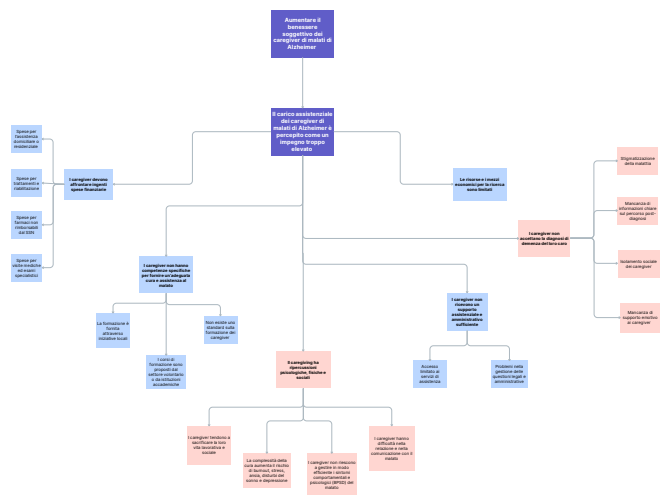 Aumentare il
benessere
soggettivo dei
caregiver di malati di
Alzheimer
Il carico assistenziale
dei caregiver di
malati di Alzheimer è
percepito come un
impegno troppo
elevato
Spese per
l'assistenza
domiciliare o
residenziale
Spese per
trattamenti e
riabilitazione
Spese per
farmaci non
rimborsabili
dal SSN
Spese per
visite mediche
ed esami
specialistici
I caregiver devono
affrontare ingenti
spese finanziarie
Le risorse e i mezzi
economici per la ricerca
sono limitati
Stigmatizzazione
della malattia
Mancanza di
informazioni chiare
sul percorso post-
diagnosi
Isolamento sociale
del caregiver
Mancanza di
supporto emotivo
ai caregiver
I caregiver non
accettano la diagnosi di
demenza del loro caro
I caregiver non hanno
competenze specifiche
per fornire un'adeguata
cura e assistenza al
malato
La formazione è
fornita
attraverso
iniziative locali
I corsi di
formazione sono
proposti dal
settore volontario
o da istituzioni
accademiche
Non esiste uno
standard sulla
formazione dei
caregiver
I caregiver non
ricevono un
supporto
assistenziale e
amministrativo
sufficiente
Accesso
limitato ai
servizi di
assistenza
Problemi nella
gestione delle
questioni legali e
amministrative
Il caregiving ha
ripercussioni
psicologiche, fisiche e
sociali
I caregiver tendono a
sacrificare la loro
vita lavorativa e
sociale
La complessità della
cura aumenta il rischio
di burnout, stress,
ansia, disturbi del
sonno e depressione
I caregiver non riescono
a gestire in modo
efficiente i sintomi
comportamentali e
psicologici (BPSD) del
malato
I caregiver hanno
difficoltà nella
relazione e nella
comunicazione con il
malato